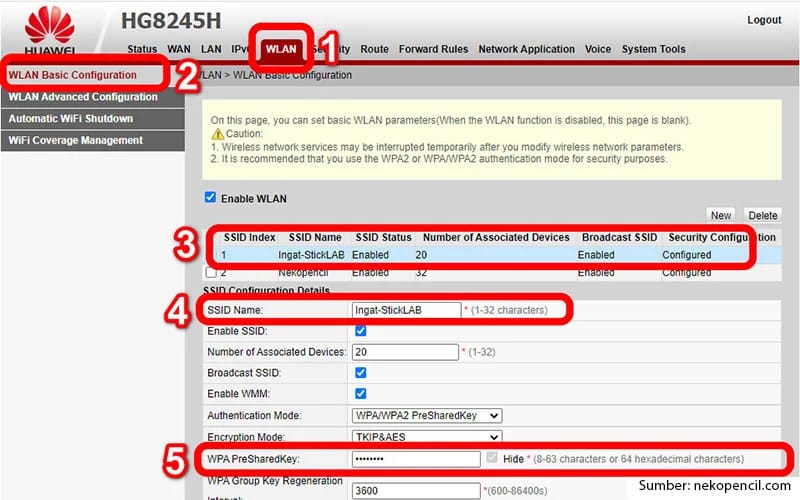 HG8245H
Logout
HUAWEI
Status WAN LAN IPv WLAN Route Forward Rules Network Application Voice System Tools
1
WLAN Basic Configuration
2
WLAN > WLAN Basic Configuration
WLAN Advanced Configuration
Automatic WiFi Shutdown
WiFi Coverage Management
On this page, you can set basic WLAN parameters(When the WLAN function is disabled, this page is blank).
Caution:
1. Wireless network services may be interrupted temporarily after you modify wireless network parameters.
2. It is recommended that you use the WPA2 or WPA/WPA2 authentication mode for security purposes.
Enable WLAN
New Delete
3
SSID Index SSID Name SSID Status Number of Associated Devices Broadcast SSID Security Configuration
1 Ingat-StickLAB Enabled 20 Enabled Configured
2 Nekopencil Enabled 32 Enabled Configured
SSID Configuration Details
4
SSID Name: Ingat-StickLAB * (1-32 characters)
Enable SSID:
Number of Associated Devices: 20 * (1-32)
Broadcast SSID:
Enable WMM:
Authentication Mode: WPA/WPA2 PreSharedKey
Encryption Mode: TKIP&AES
5
WPA PreSharedKey: •••••••• Hide * (8-63 characters or 64 hexadecimal characters)
WPA Group Key Regeneration
Interval: 3600 *(600-86400s)
Sumber: nekopencil.com